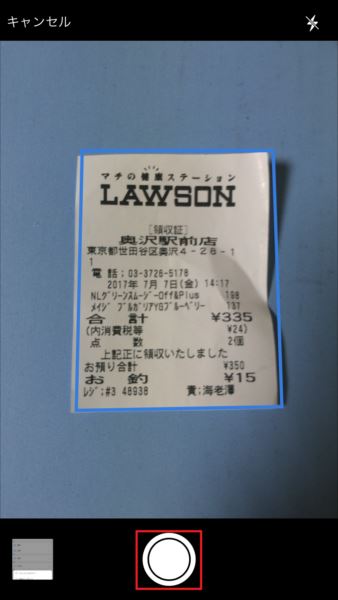 キャンセル
マチの健康ステーション
LAWSON
[領収証]
奥沢駅前店
東京都世田谷区奥沢4-28-1
1
電話:03-3726-5178
2017年 7月 7日(金) 14:17
NLグリーンスムージーOff&Plus 198
メイジ ブルガリアYGブルーベリー 137
合 計 ¥335
(内消費税等 ¥24)
点 数 2個
上記正に領収いたしました
お預り合計 ¥350
お 釣 ¥15
レジ:#3 48938 責:海老澤